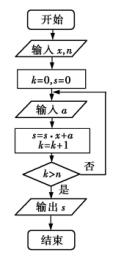 开始
输入 x,n
k=0,s=0
输入 a
s=s·x+a
k=k+1
k>n
否
是
输出 s
结束